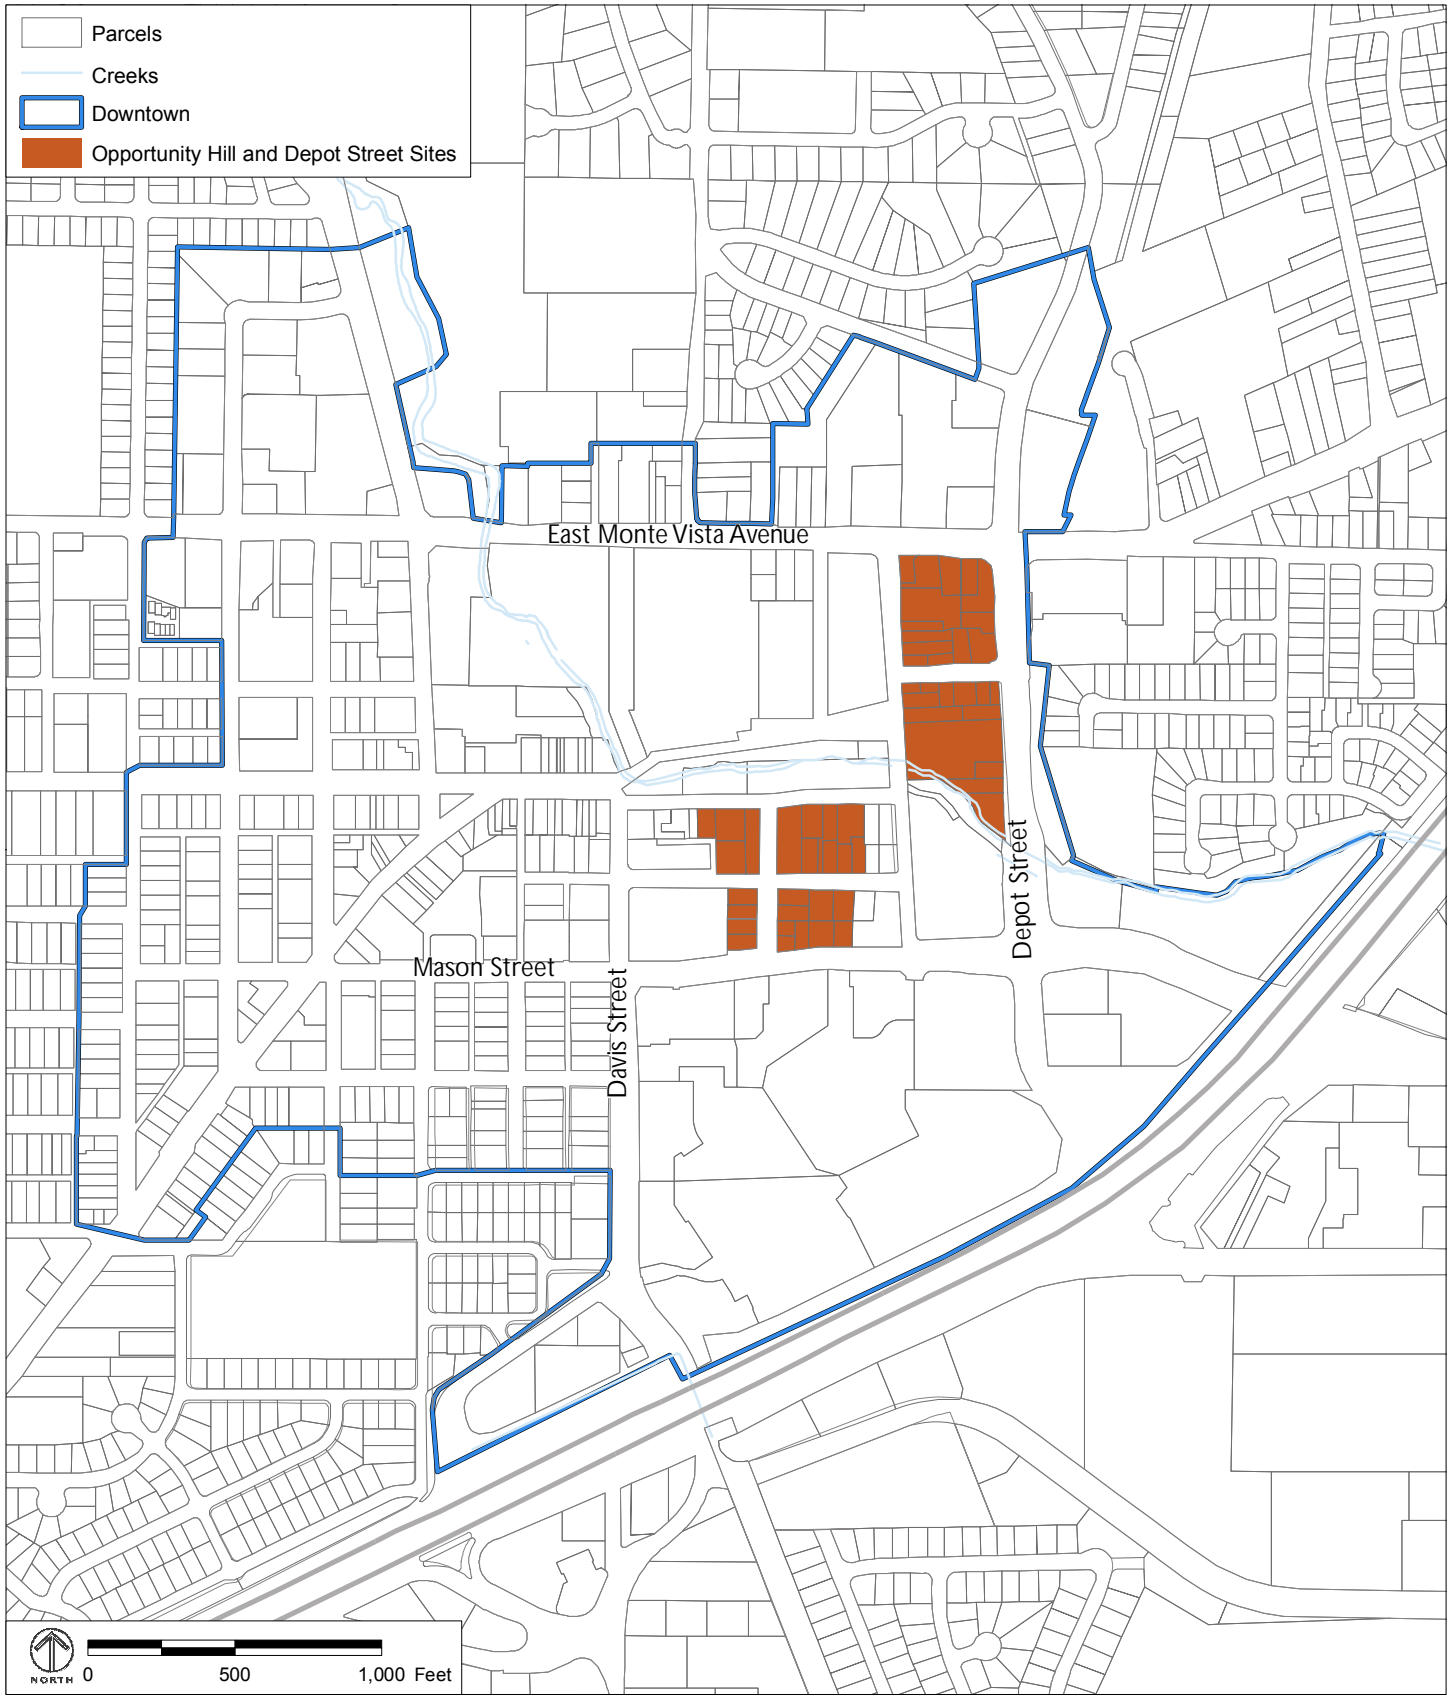 Parcels
Creeks
Downtown
Opportunity Hill and Depot Street Sites
East Monte Vista Avenue
Depot Street
Mason Street
Davis Street
NORTH
0 500 1,000 Feet